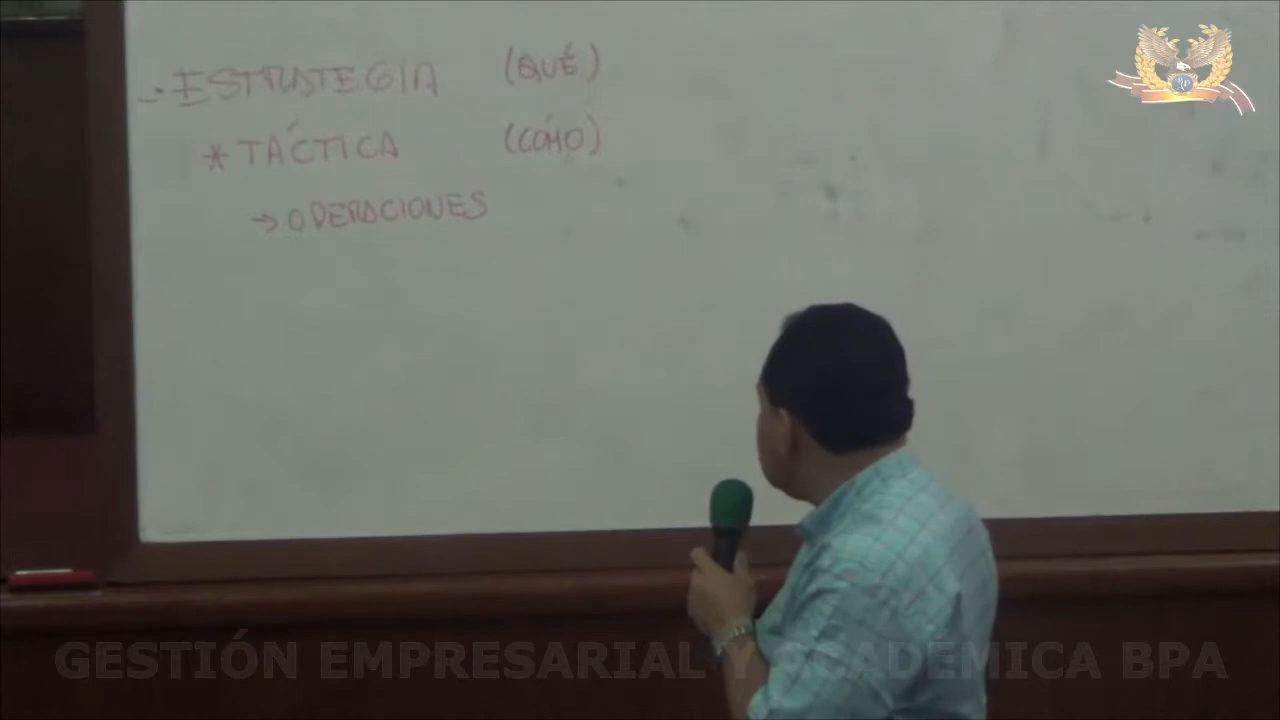 -· ESTRATEGIA (QUÉ)
* TÁCTICA (CÓMO)
→ OPERACIONES
GESTIÓN EMPRESARIAL Y ACADÉMICA BPA